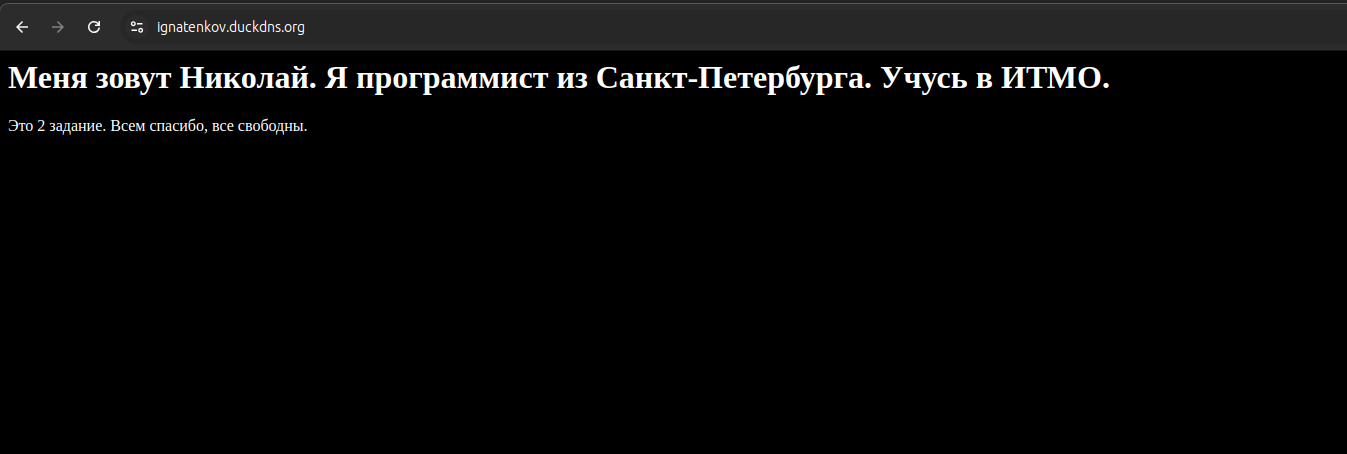 ignatenkov.duckdns.org
Меня зовут Николай. Я программист из Санкт-Петербурга. Учусь в ИТМО.
Это 2 задание. Всем спасибо, все свободны.